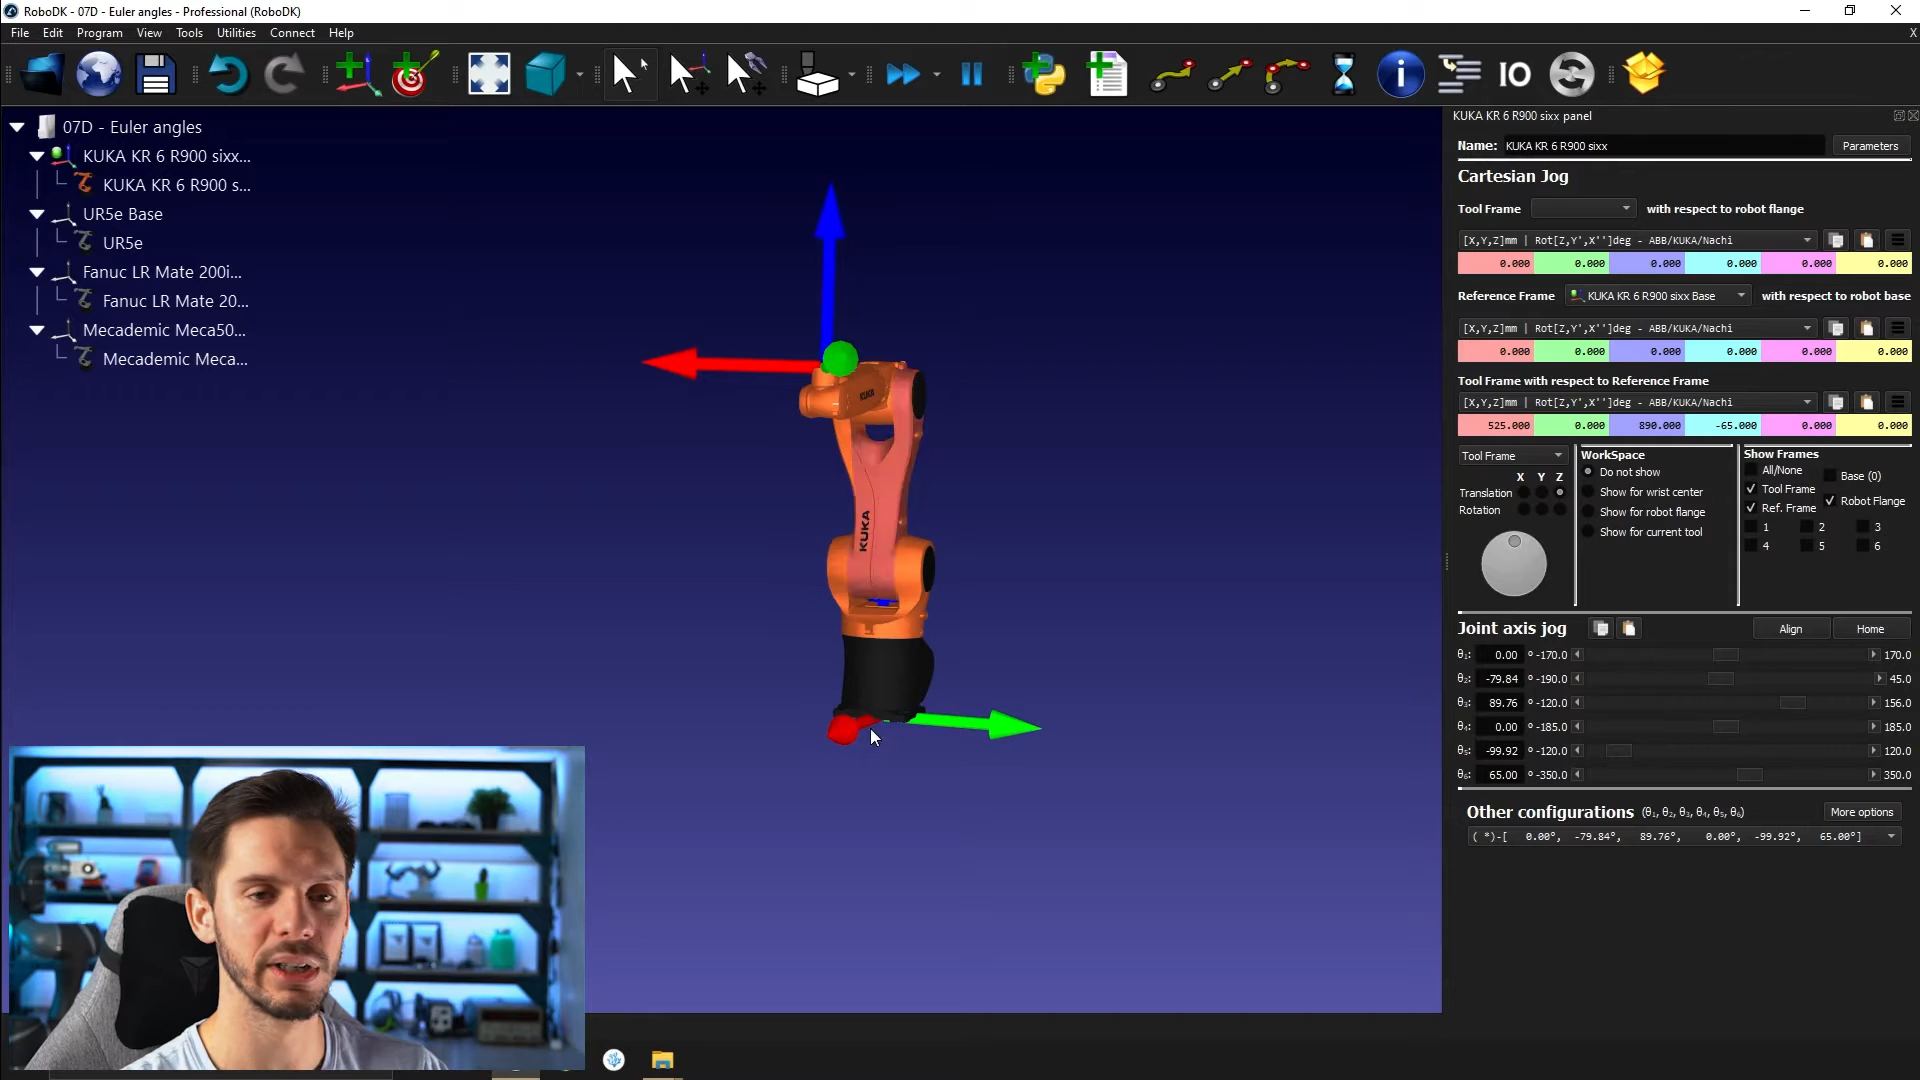 RoboDK - 07D - Euler angles - Professional (RoboDK)
File Edit Program View Tools Utilities Connect Help
X
IO
07D - Euler angles
KUKA KR 6 R900 sixx...
KUKA KR 6 R900 s...
UR5e Base
UR5e
Fanuc LR Mate 200i...
Fanuc LR Mate 20...
Mecademic Meca50...
Mecademic Meca...
KUKA
KUKA
KUKA KR 6 R900 sixx panel
Name: KUKA KR 6 R900 sixx Parameters
Cartesian Jog
Tool Frame with respect to robot flange
[X,Y,Z]mm | Rot[Z,Y',X'']deg - ABB/KUKA/Nachi
0.000 0.000 0.000 0.000 0.000 0.000
Reference Frame KUKA KR 6 R900 sixx Base with respect to robot base
[X,Y,Z]mm | Rot[Z,Y',X'']deg - ABB/KUKA/Nachi
0.000 0.000 0.000 0.000 0.000 0.000
Tool Frame with respect to Reference Frame
[X,Y,Z]mm | Rot[Z,Y',X'']deg - ABB/KUKA/Nachi
525.000 0.000 890.000 -65.000 0.000 0.000
Tool Frame
X Y Z
Translation
Rotation
WorkSpace
Do not show
Show for wrist center
Show for robot flange
Show for current tool
Show Frames
All/None Base (0)
Tool Frame
Ref. Frame Robot Flange
1 2 3
4 5 6
Joint axis jog Align Home
θ₁: 0.00 º -170.0 170.0
θ₂: -79.84 º -190.0 45.0
θ₃: 89.76 º -120.0 156.0
θ₄: 0.00 º -185.0 185.0
θ₅: -99.92 º -120.0 120.0
θ₆: 65.00 º -350.0 350.0
Other configurations (θ₁, θ₂, θ₃, θ₄, θ₅, θ₆) More options
( *)-[ 0.00°, -79.84°, 89.76°, 0.00°, -99.92°, 65.00°]